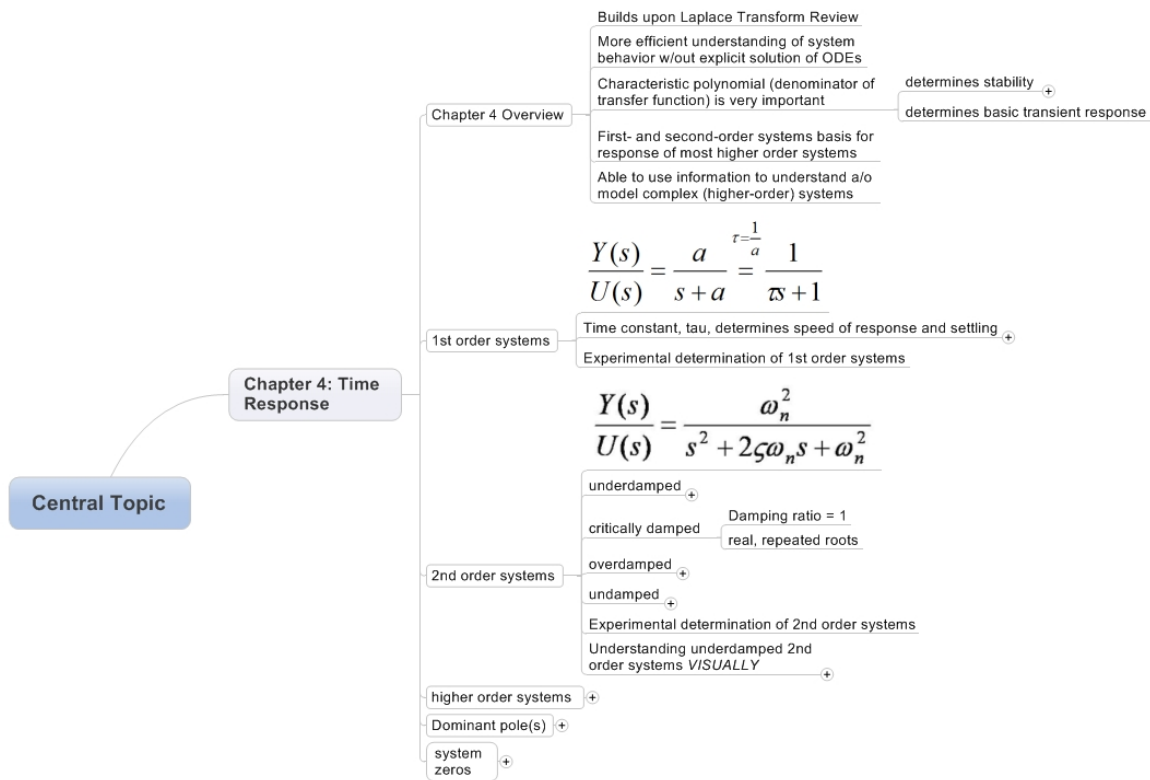 Builds upon Laplace Transform Review
More efficient understanding of system
behavior w/out explicit solution of ODEs
Characteristic polynomial (denominator of
transfer function) is very important
determines stability
determines basic transient response
Chapter 4 Overview
First- and second-order systems basis for
response of most higher order systems
Able to use information to understand a/o
model complex (higher-order) systems
Y(s)/U(s) = a/(s+a) =^{τ=1/a} 1/(τs+1)
1st order systems
Time constant, tau, determines speed of response and settling
Experimental determination of 1st order systems
Chapter 4: Time
Response
Y(s)/U(s) = ω_n^2/(s^2+2ςω_n s+ω_n^2)
Central Topic
2nd order systems
underdamped
critically damped
Damping ratio = 1
real, repeated roots
overdamped
undamped
Experimental determination of 2nd order systems
Understanding underdamped 2nd
order systems VISUALLY
higher order systems
Dominant pole(s)
system
zeros